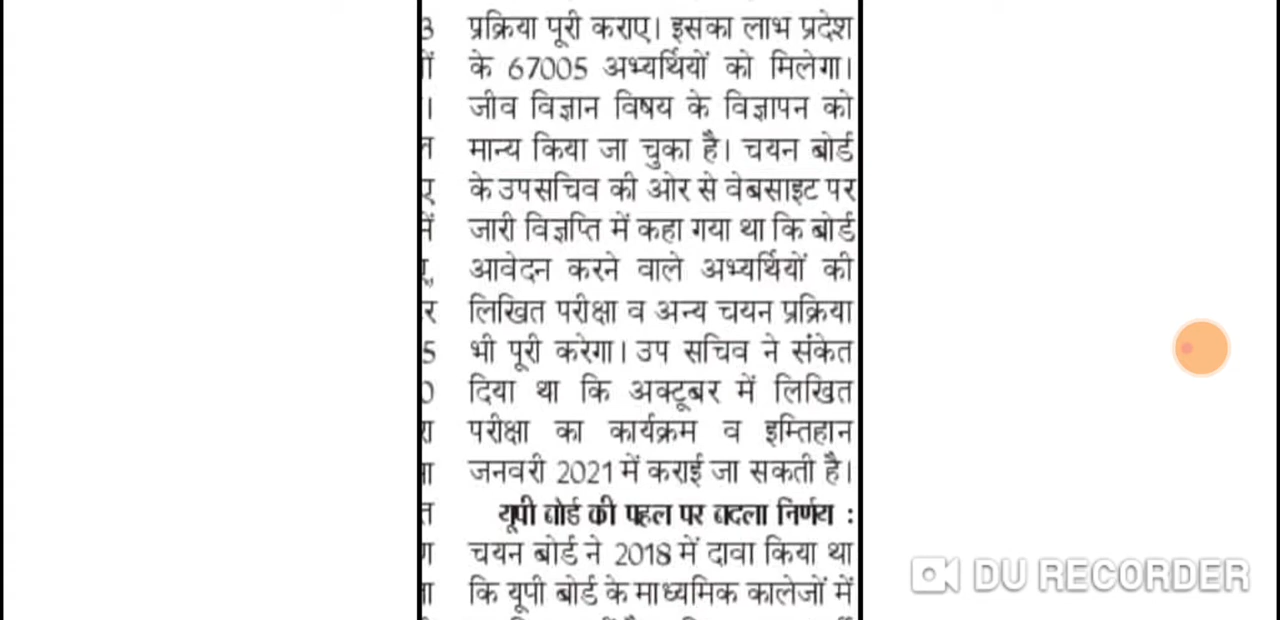 प्रक्रिया पूरी कराए। इसका लाभ प्रदेश
के 67005 अभ्यर्थियों को मिलेगा।
जीव विज्ञान विषय के विज्ञापन को
मान्य किया जा चुका है। चयन बोर्ड
के उपसचिव की ओर से वेबसाइट पर
जारी विज्ञप्ति में कहा गया था कि बोर्ड
आवेदन करने वाले अभ्यर्थियों की
लिखित परीक्षा व अन्य चयन प्रक्रिया
भी पूरी करेगा। उप सचिव ने संकेत
दिया था कि अक्टूबर में लिखित
परीक्षा का कार्यक्रम व इम्तिहान
जनवरी 2021 में कराई जा सकती है।
यूपी बोर्ड की पहल पर बदला निर्णय :
चयन बोर्ड ने 2018 में दावा किया था
कि यूपी बोर्ड के माध्यमिक कालेजों में
DU RECORDER